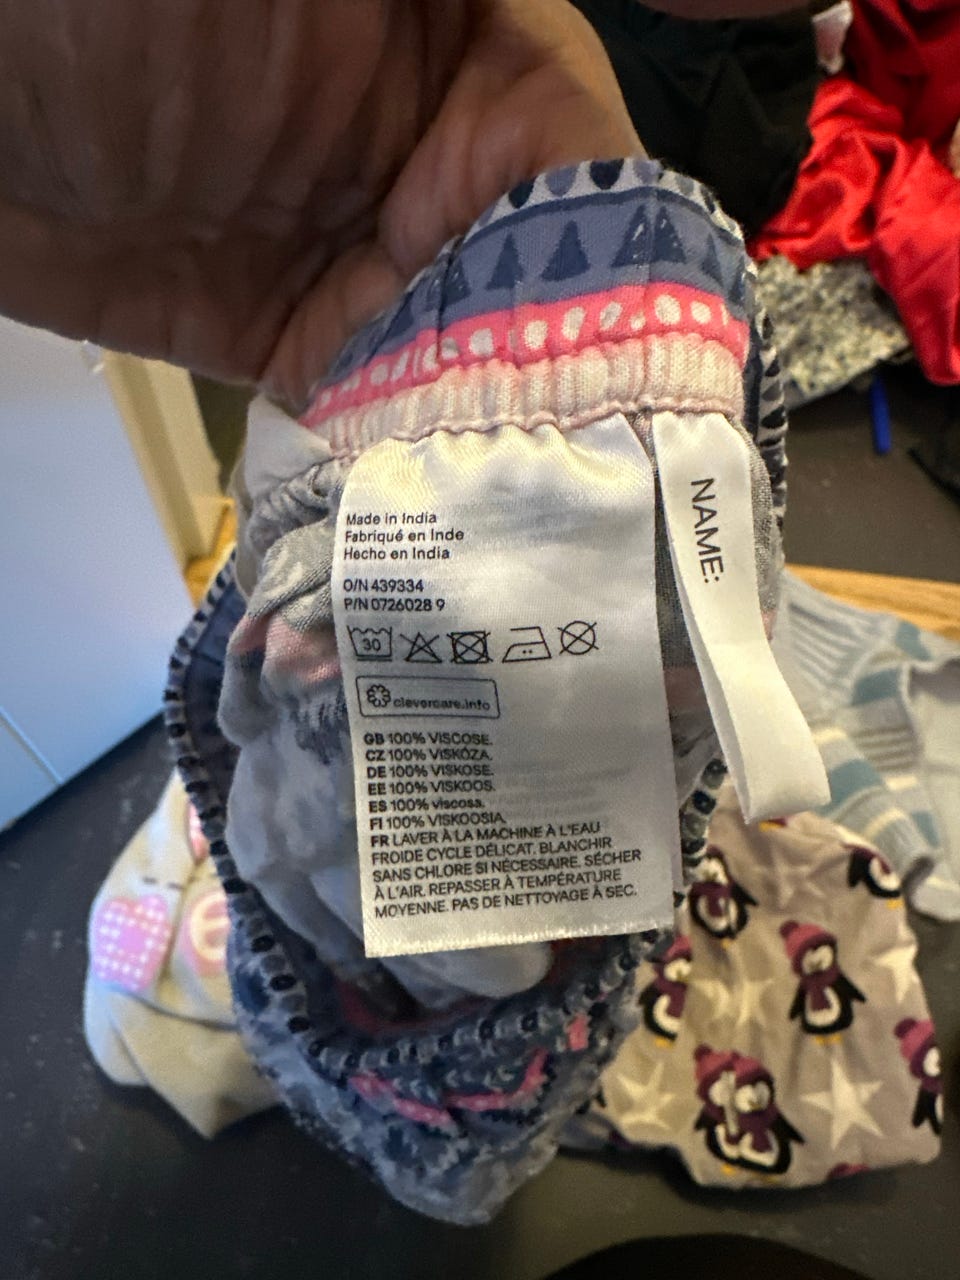 Made in India
Fabriqué en Inde
Hecho en India
O/N 439334
P/N 0726028 9
30
clevercare.info
GB 100% VISCOSE.
CZ 100% VISKÓZA.
DE 100% VISKOSE.
EE 100% VISKOOS.
ES 100% viscosa.
FI 100% VISKOOSIA.
FR LAVER À LA MACHINE À L'EAU
FROIDE CYCLE DÉLICAT. BLANCHIR
SANS CHLORE SI NÉCESSAIRE. SÉCHER
À L'AIR. REPASSER À TEMPÉRATURE
MOYENNE. PAS DE NETTOYAGE À SEC.
NAME: